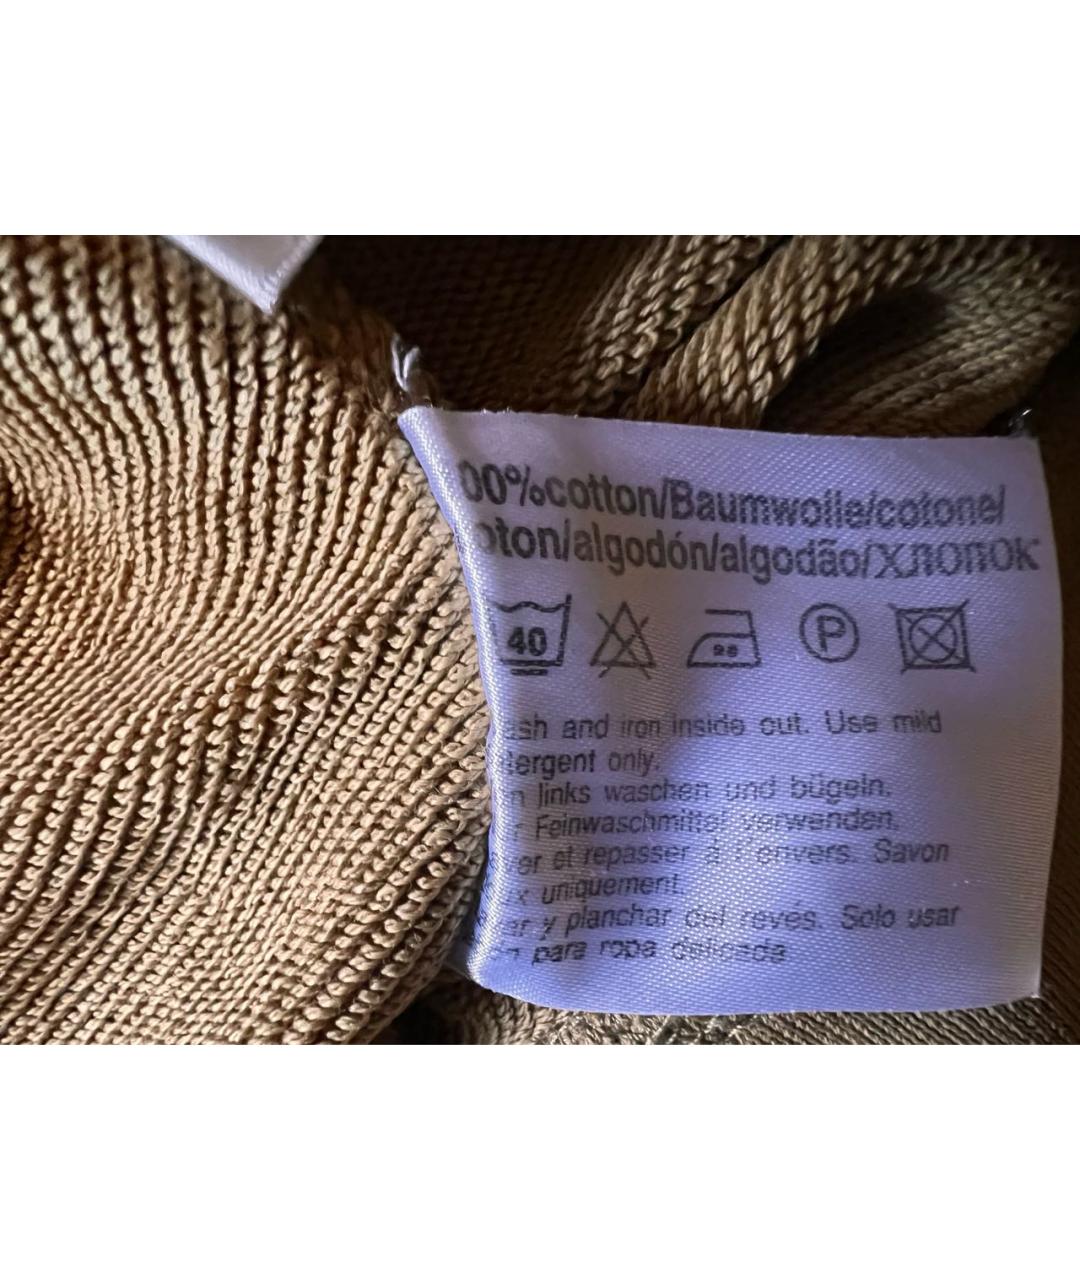 00%cotton/Baumwolle/cotone/
oton/algodón/algodão/хлопок
40 P
ash and iron inside out. Use mild
tergent only.
n links waschen und bügeln.
r Feinwaschmittel verwenden.
ver et repasser à l'envers. Savon
x uniquement.
er y planchar del revés. Solo usar
n para ropa delicada